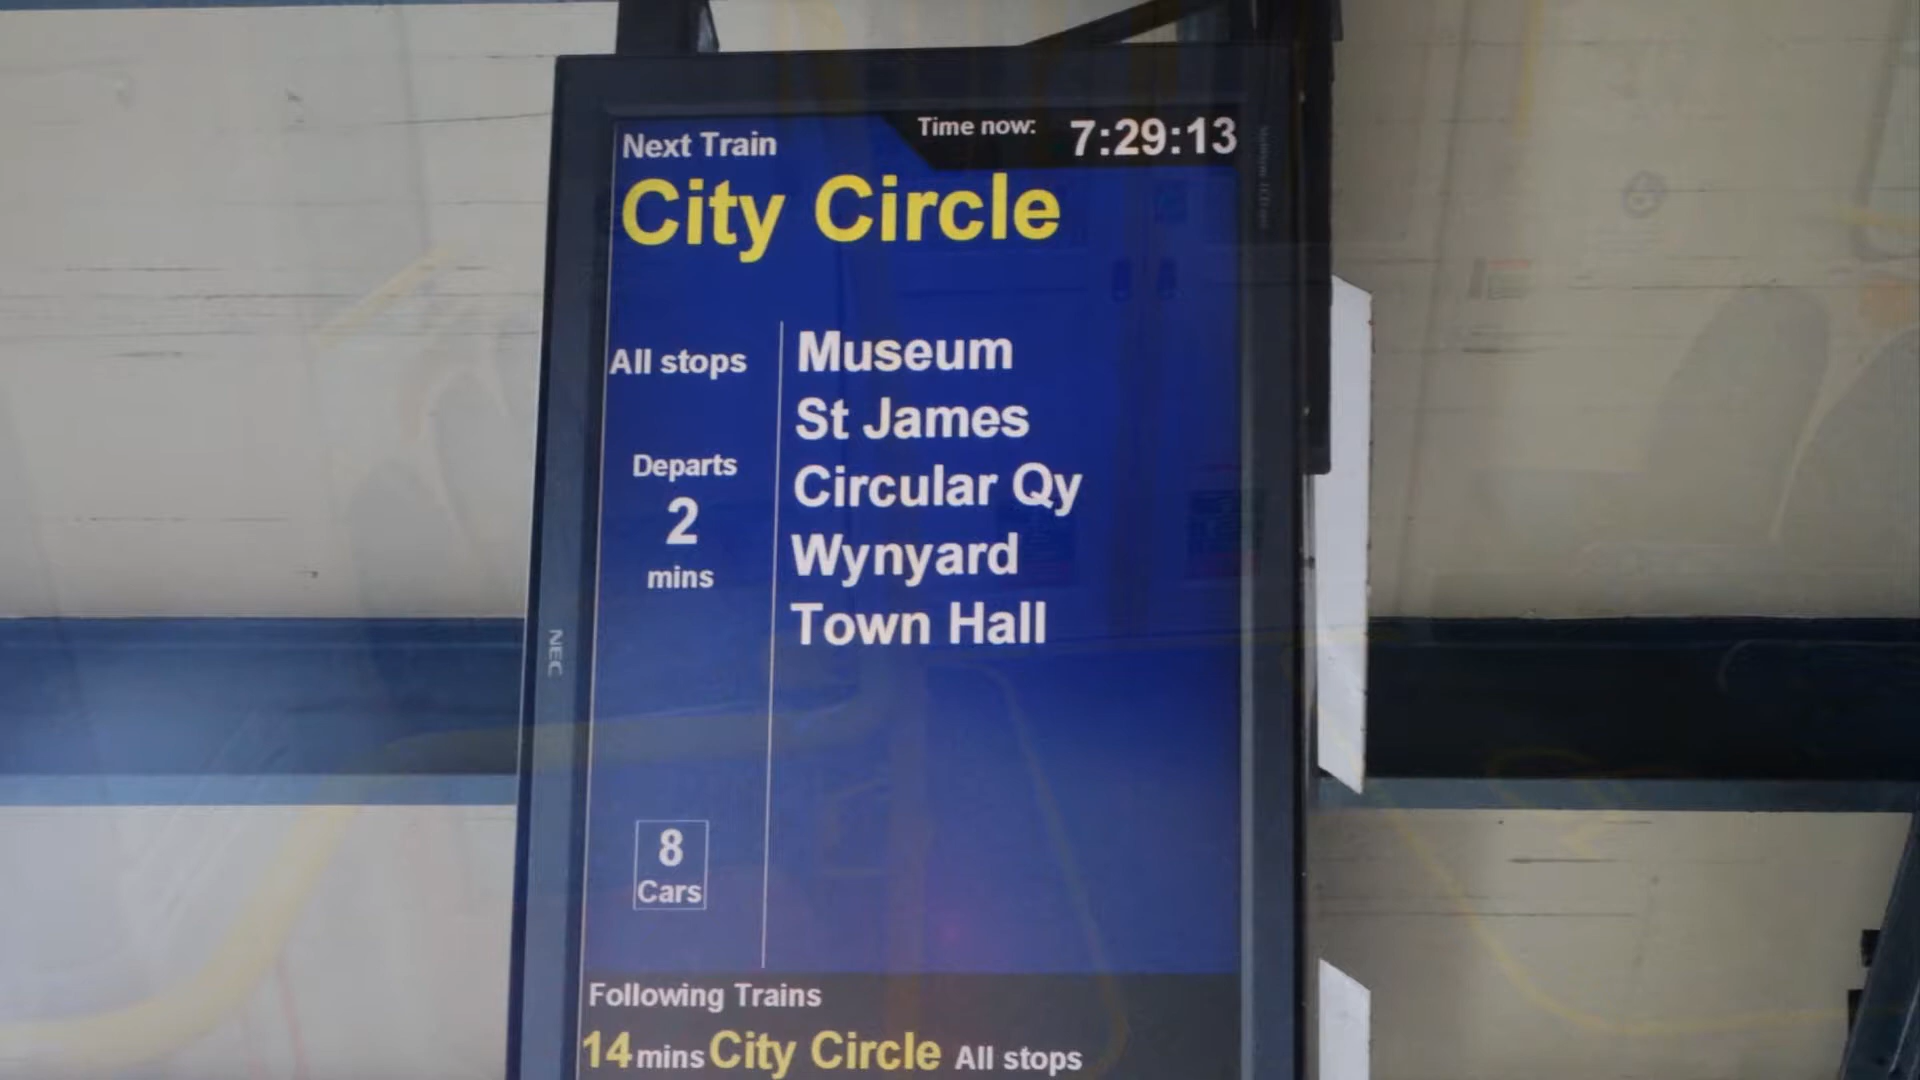 Next Train
Time now: 7:29:13
City Circle
All stops
Departs
2
mins
8
Cars
Museum
St James
Circular Qy
Wynyard
Town Hall
NEC
Following Trains
14 mins City Circle All stops